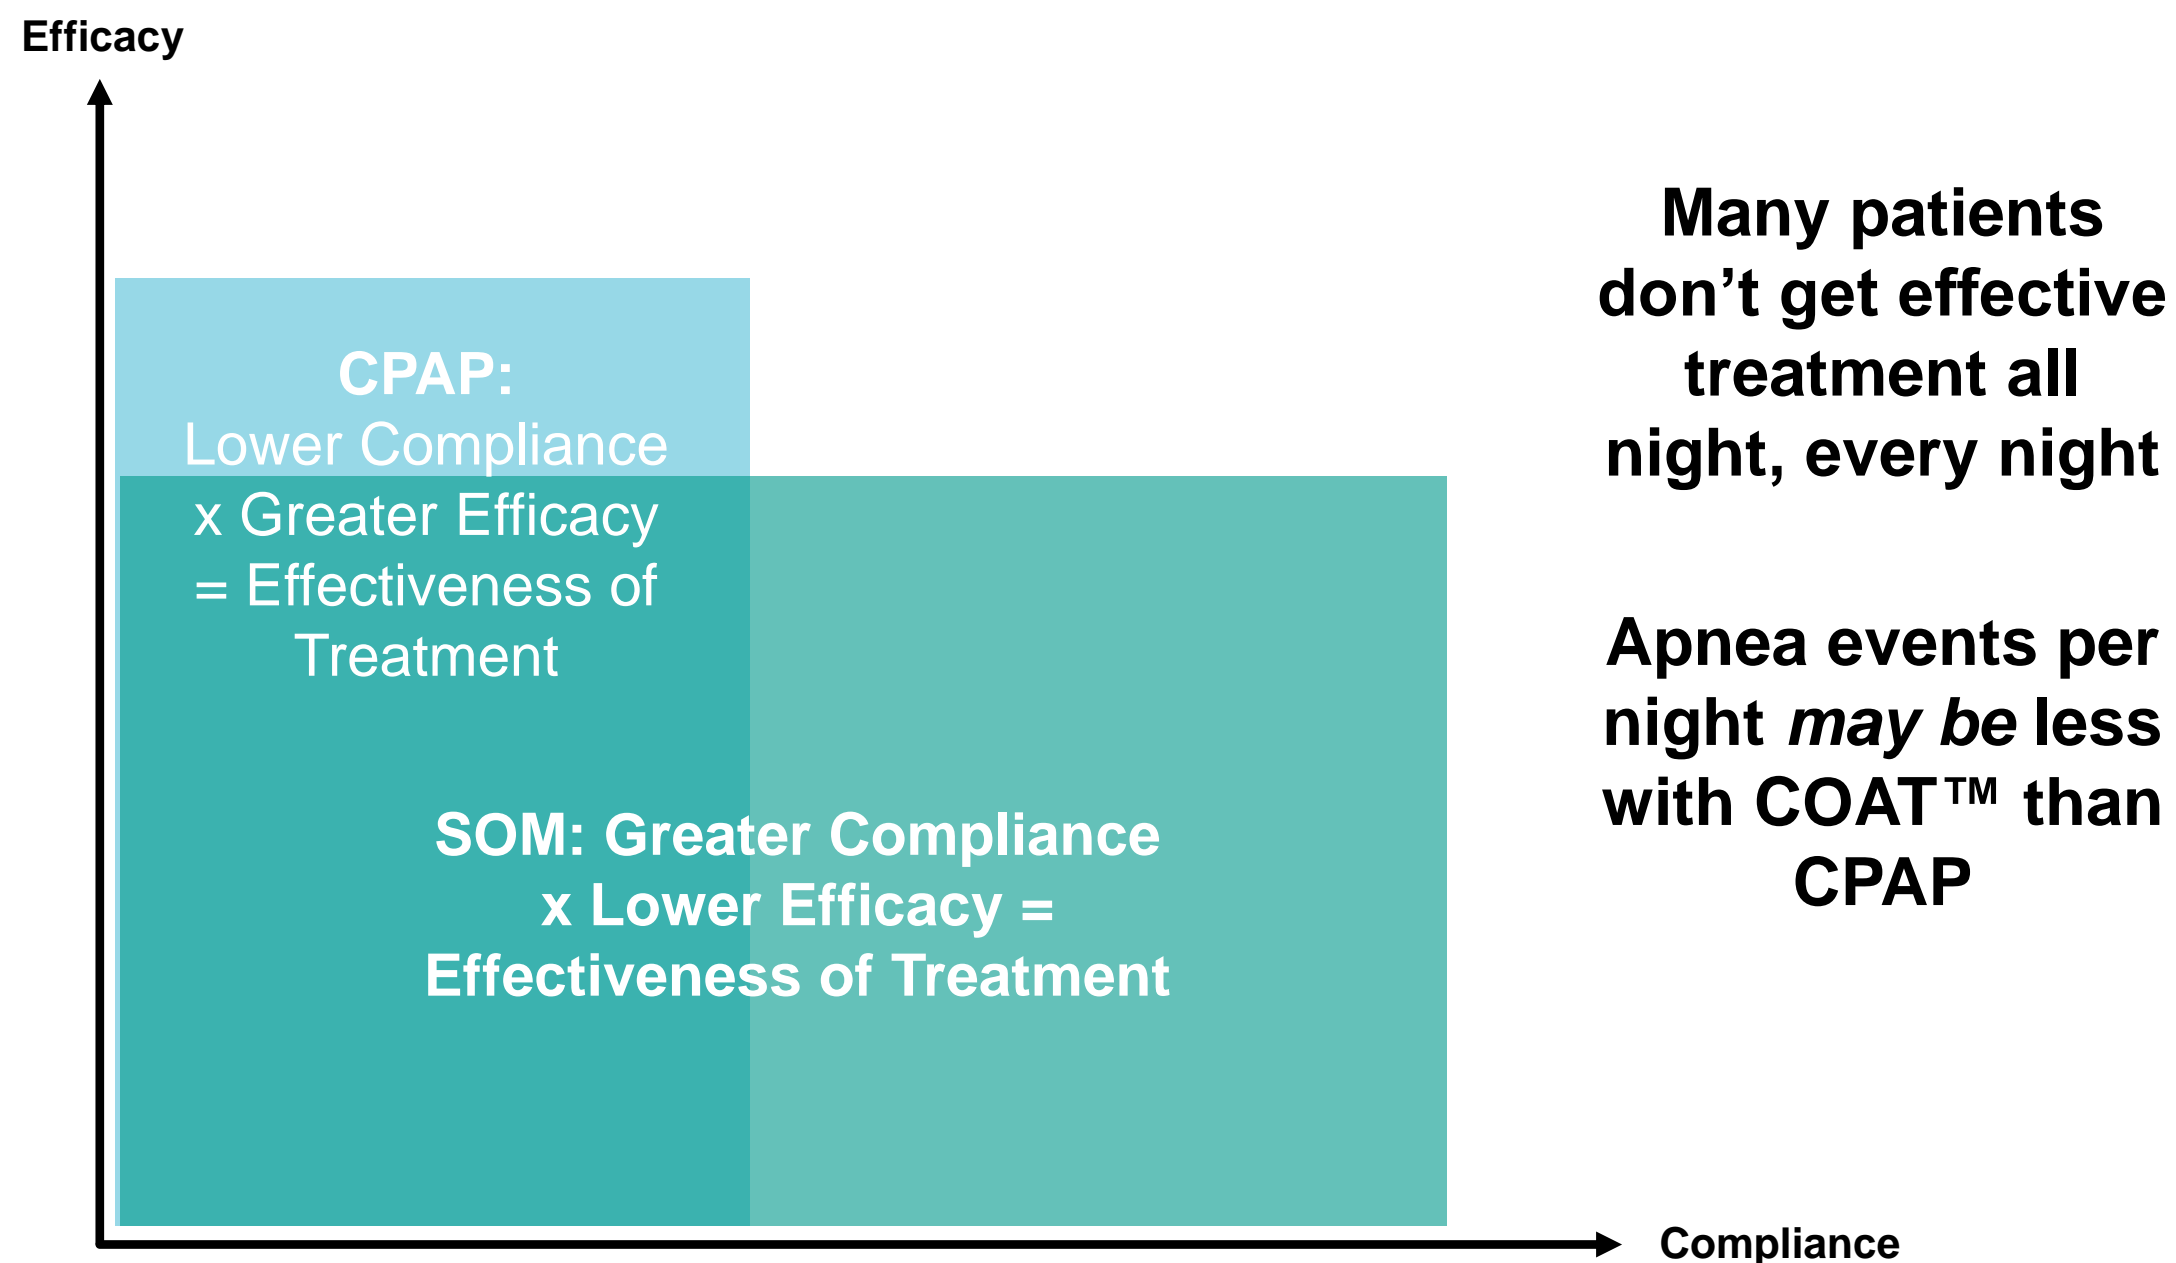 Efficacy
CPAP:
Lower Compliance
x Greater Efficacy
= Effectiveness of
Treatment
SOM: Greater Compliance
x Lower Efficacy =
Effectiveness of Treatment
Many patients
don’t get effective
treatment all
night, every night
Apnea events per
night may be less
with COAT™ than
CPAP
Compliance